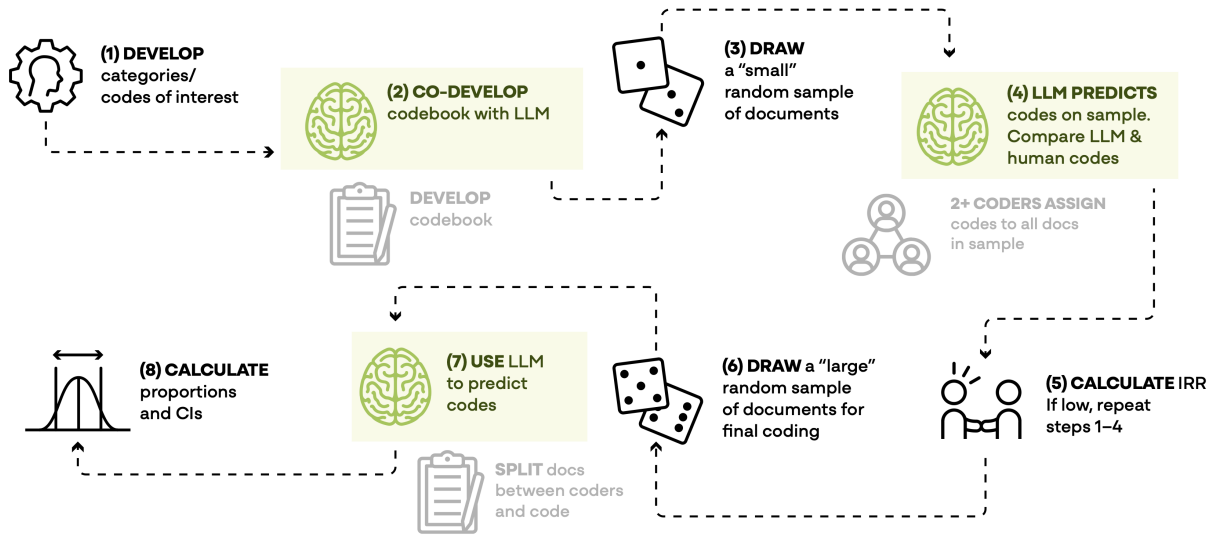 (1) DEVELOP
categories/
codes of interest
(2) CO-DEVELOP
codebook with LLM
DEVELOP
codebook
(3) DRAW
a “small”
random sample
of documents
(4) LLM PREDICTS
codes on sample.
Compare LLM &
human codes
2+ CODERS ASSIGN
codes to all docs
in sample
(5) CALCULATE IRR
If low, repeat
steps 1–4
(6) DRAW a “large”
random sample
of documents for
final coding
(7) USE LLM
to predict
codes
SPLIT docs
between coders
and code
(8) CALCULATE
proportions
and CIs